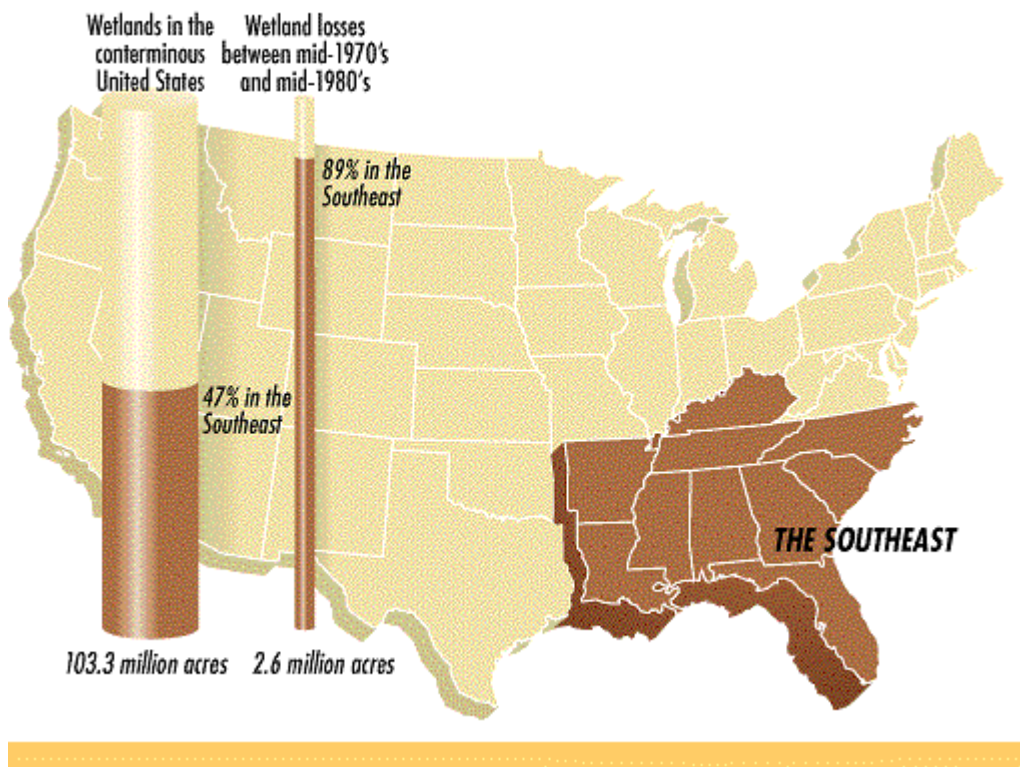 Wetlands in the
conterminous
United States
Wetland losses
between mid-1970's
and mid-1980's
89% in the
Southeast
47% in the
Southeast
THE SOUTHEAST
103.3 million acres
2.6 million acres